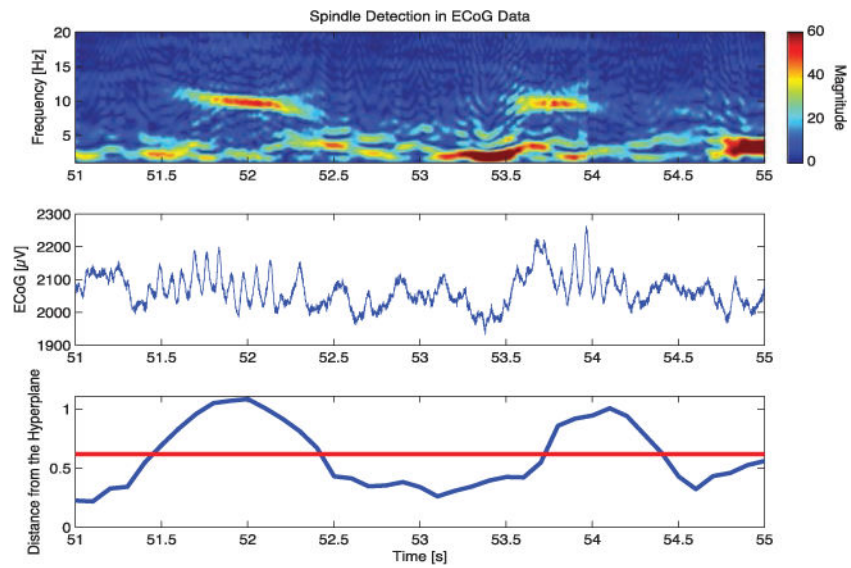 Spindle Detection in ECoG Data
20
15
10
5
Frequency [Hz]
60
40
20
0
Magnitude
51 51.5 52 52.5 53 53.5 54 54.5 55
2300
2200
2100
2000
1900
ECoG [µV]
51 51.5 52 52.5 53 53.5 54 54.5 55
1
0.5
0
Distance from the Hyperplane
51 51.5 52 52.5 53 53.5 54 54.5 55
Time [s]